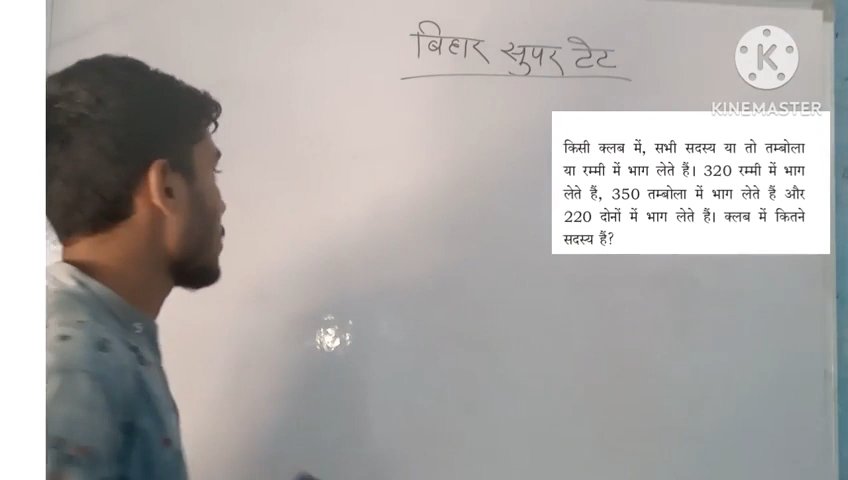 बिहार सुपर टैट
K
KINEMASTER
किसी क्लब में, सभी सदस्य या तो तम्बोला
या रम्मी में भाग लेते हैं। 320 रम्मी में भाग
लेते हैं, 350 तम्बोला में भाग लेते हैं और
220 दोनों में भाग लेते हैं। क्लब में कितने
सदस्य हैं?